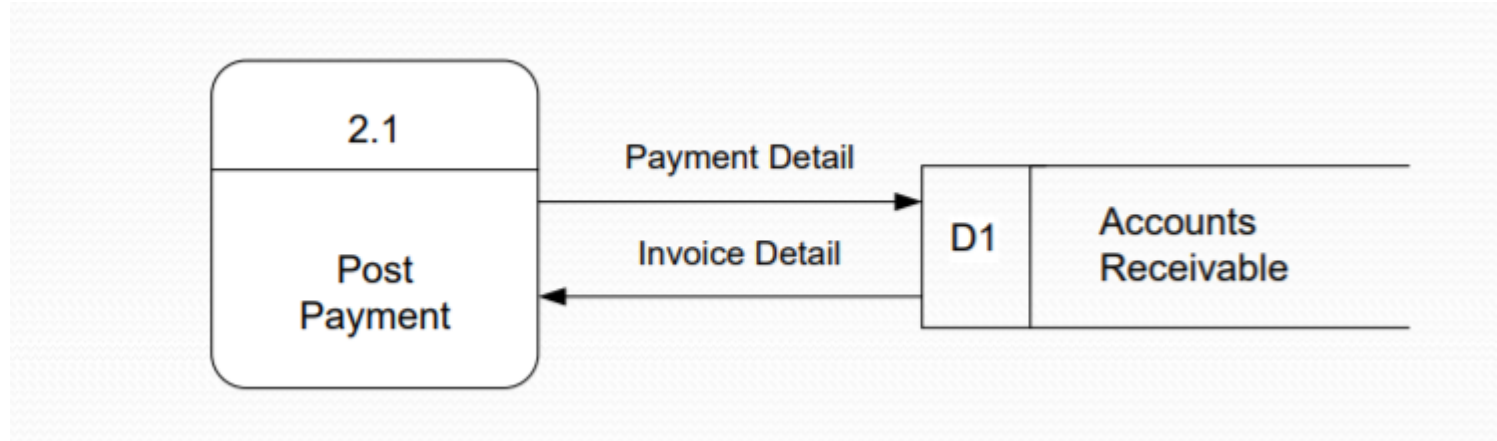 2.1
Post
Payment
Payment Detail
Invoice Detail
D1
Accounts
Receivable